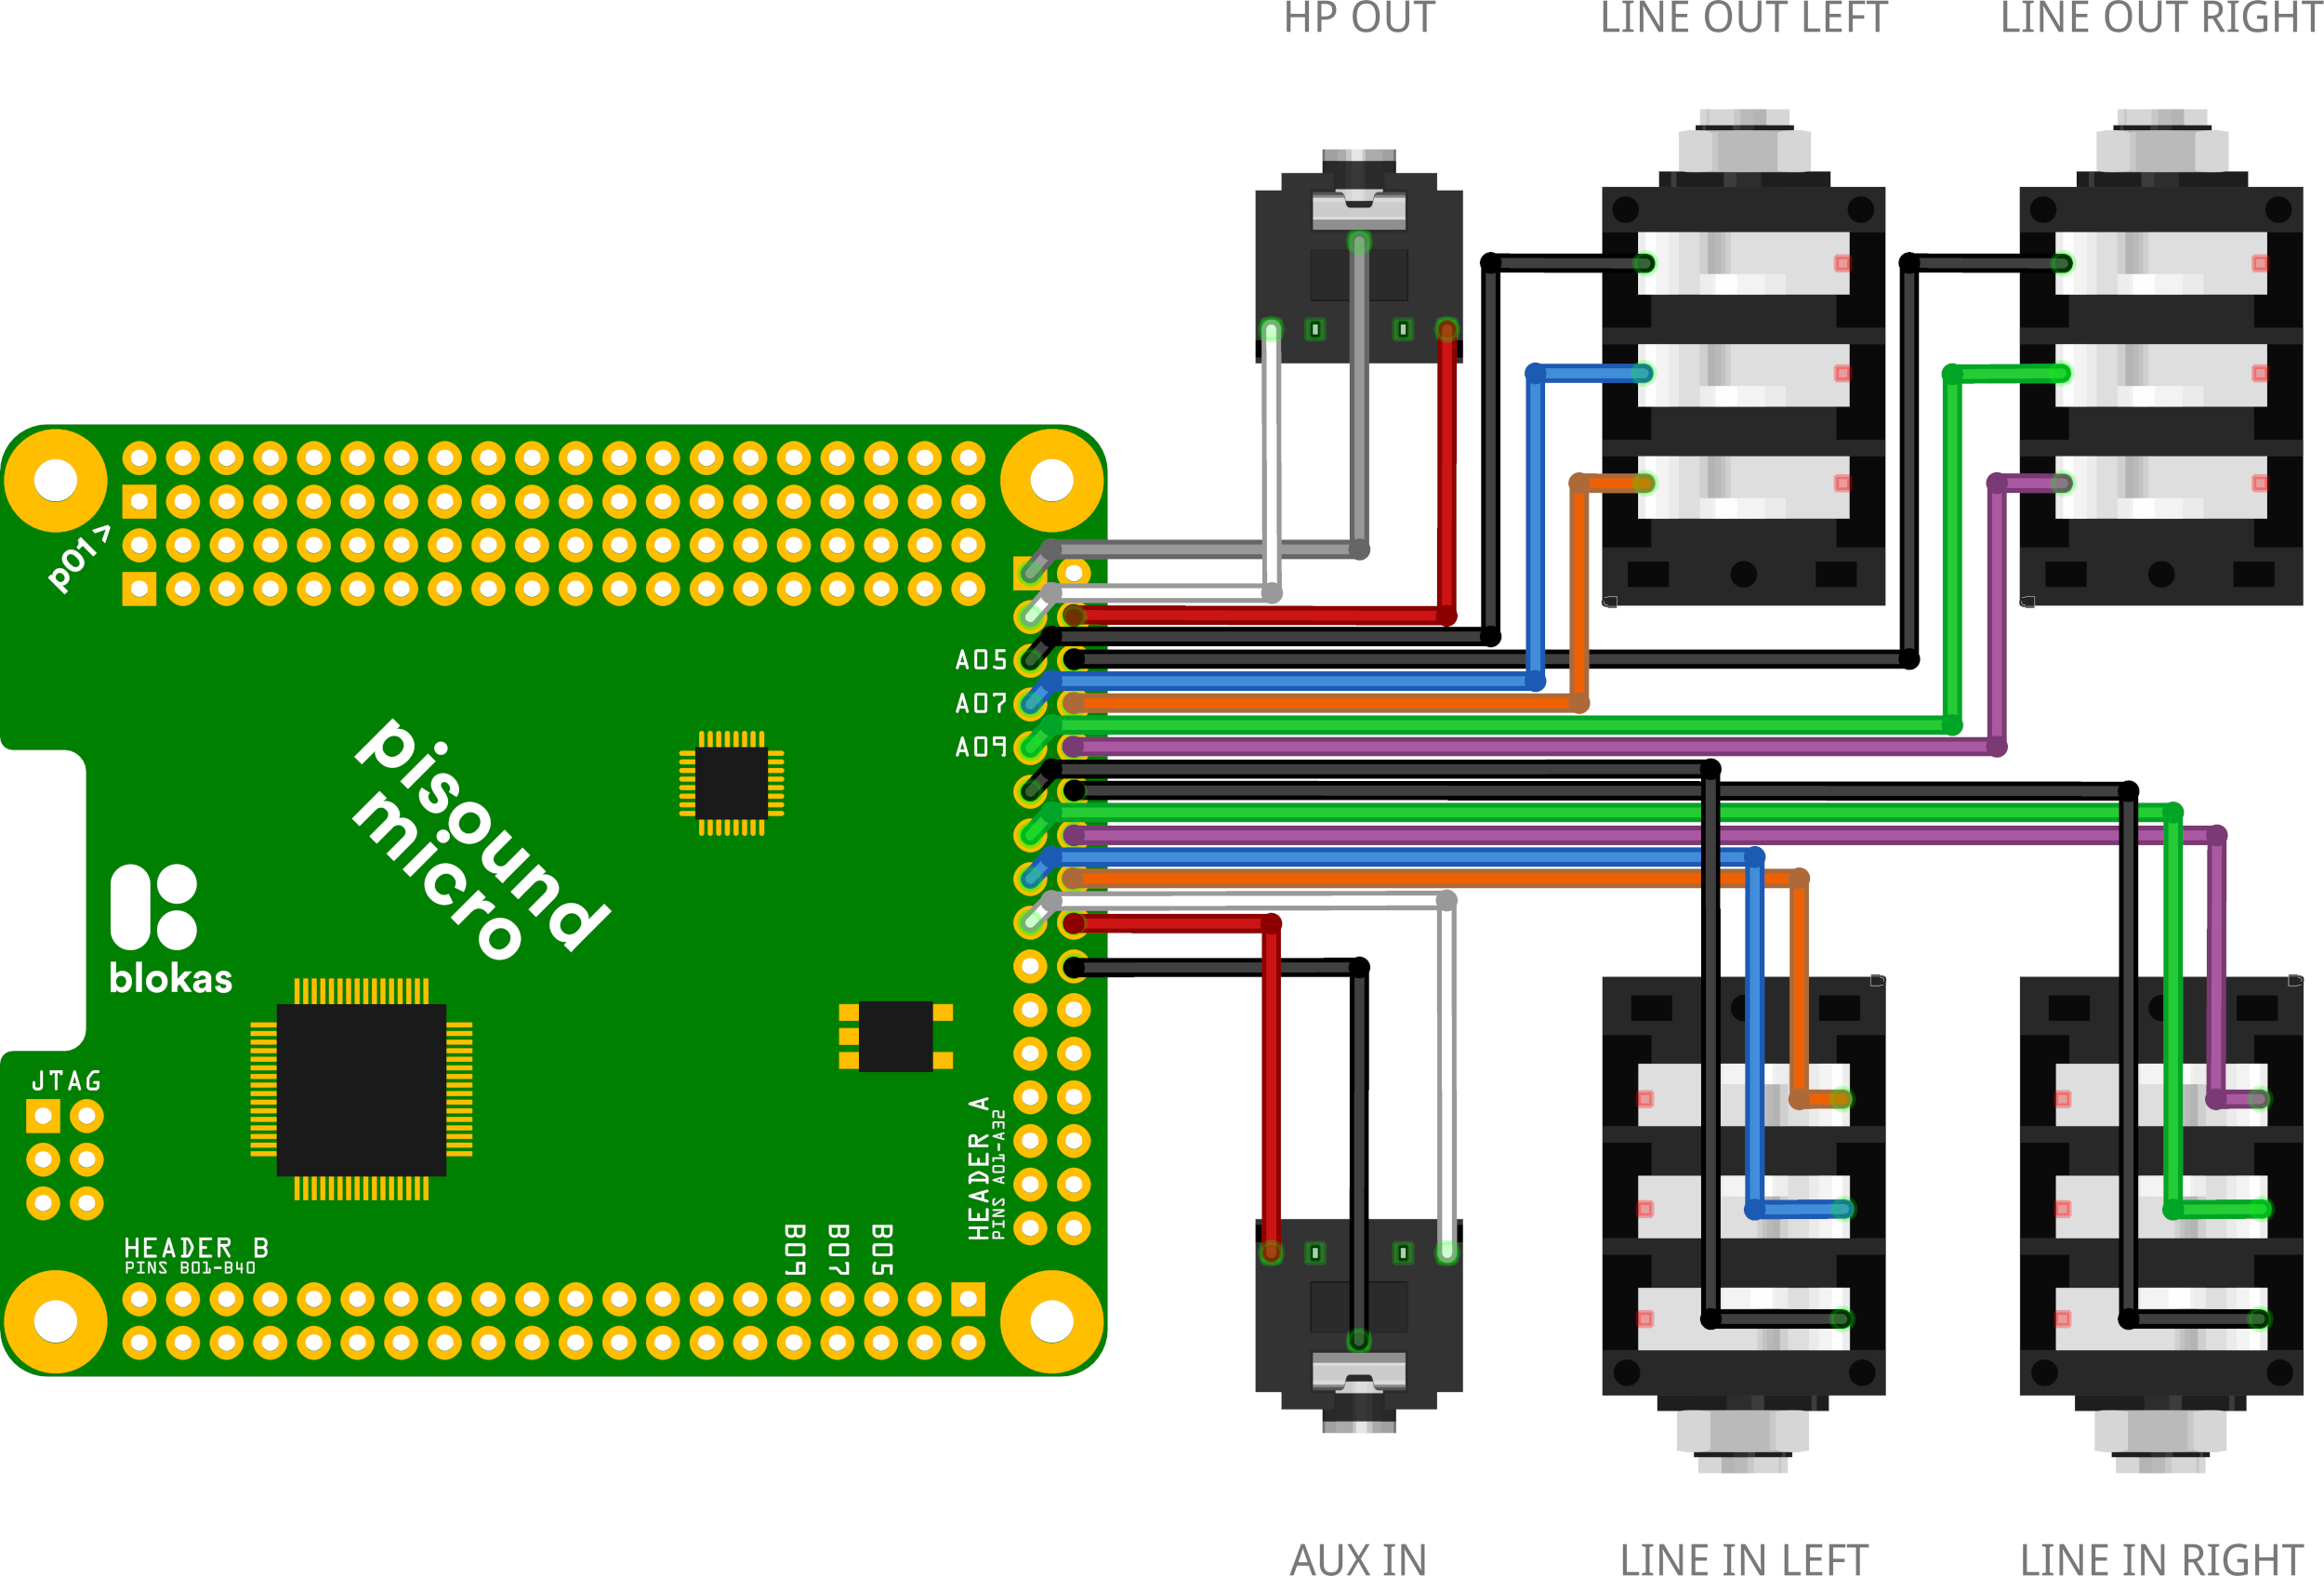 HP OUT
LINE OUT LEFT
LINE OUT RIGHT
p01>
A05
A07
A09
pisound
micro
blokas
JTAG
HEADER A
PINS A01-A32
HEADER B
PINS B01-B40
B09
B07
B05
AUX IN
LINE IN LEFT
LINE IN RIGHT